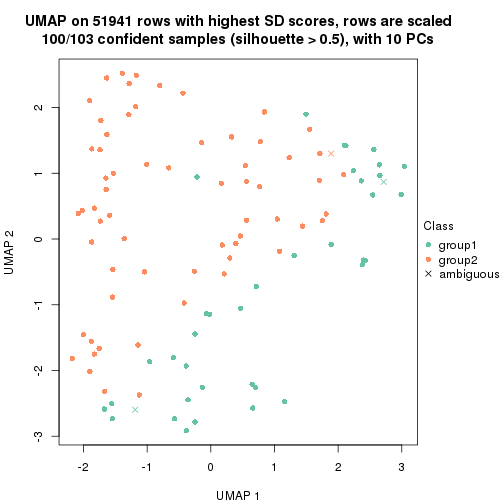 UMAP on 51941 rows with highest SD scores, rows are scaled
100/103 confident samples (silhouette > 0.5), with 10 PCs
UMAP 2
2
1
0
-1
-2
-3
-2
-1
0
1
2
3
UMAP 1
Class
group1
group2
ambiguous